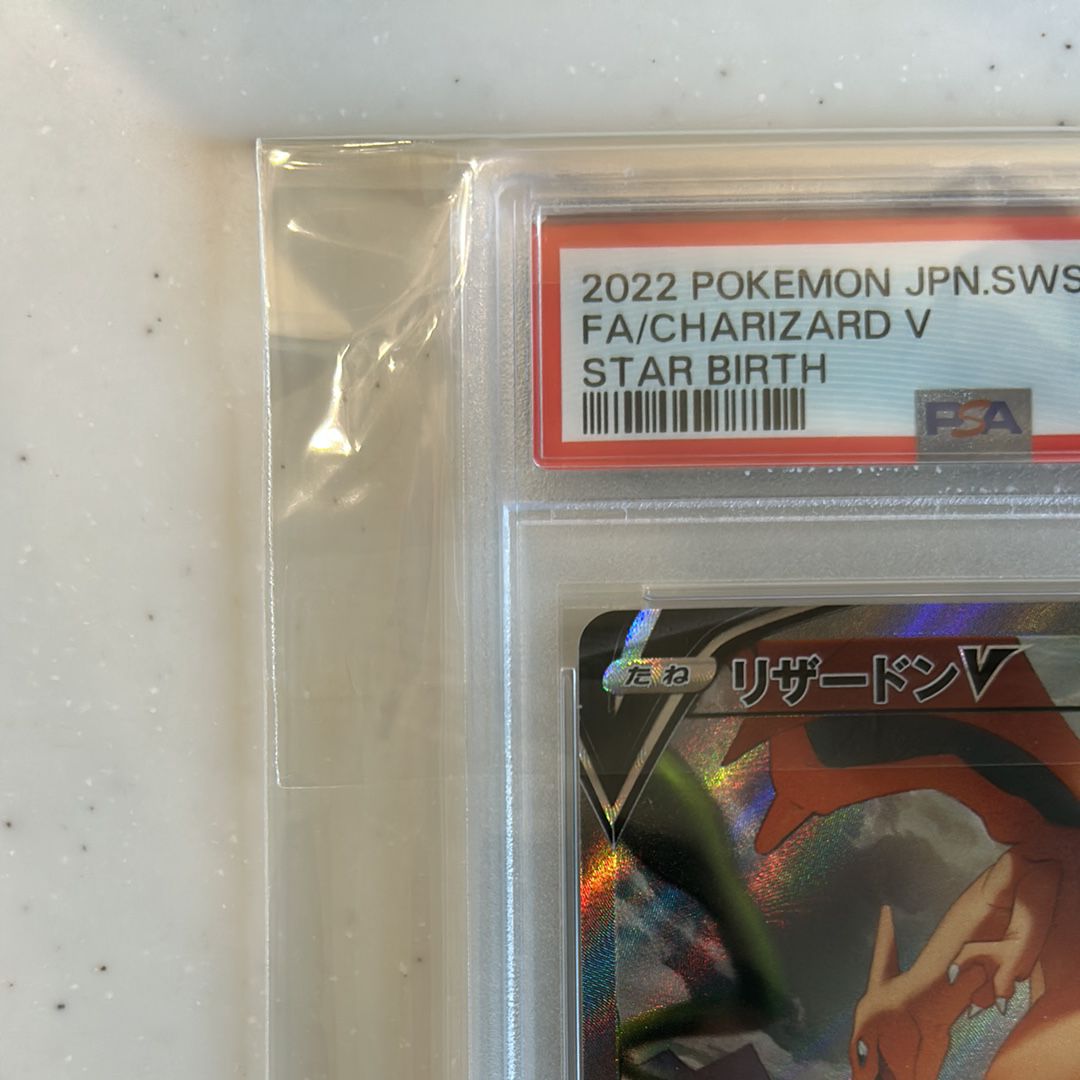 2022 POKEMON JPN.SWS
FA/CHARIZARD V
STAR BIRTH
PSA
たね リザードンV